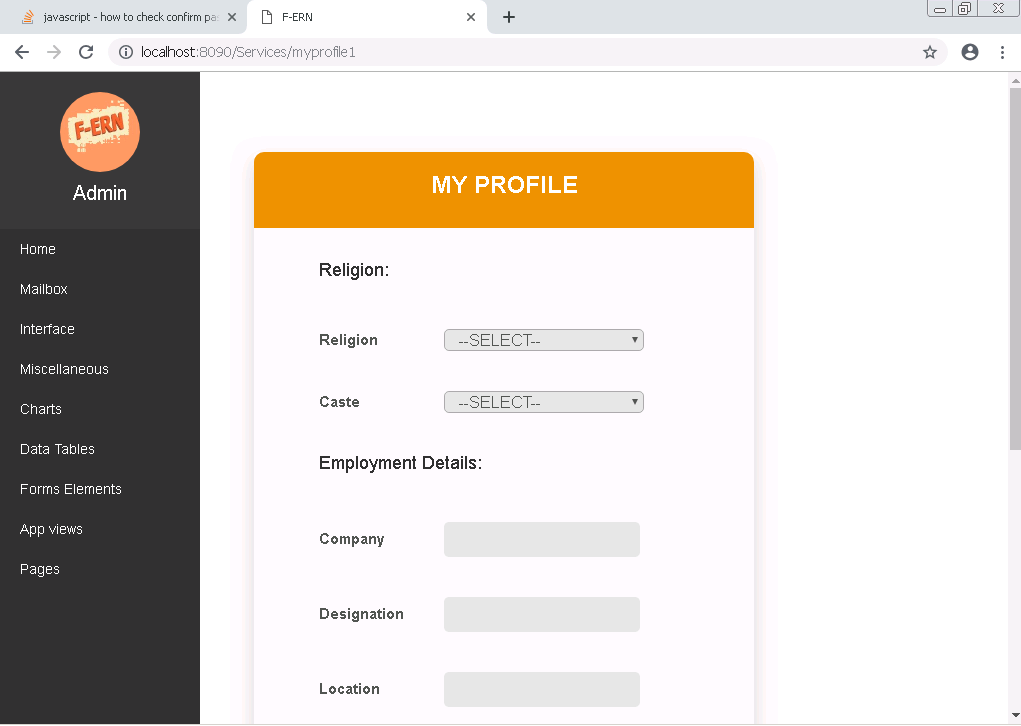 javascript - how to check confirm pas
F-ERN
localhost:8090/Services/myprofile1
F-ERN
Admin
Home
Mailbox
Interface
Miscellaneous
Charts
Data Tables
Forms Elements
App views
Pages
MY PROFILE
Religion:
Religion --SELECT--
Caste --SELECT--
Employment Details:
Company
Designation
Location